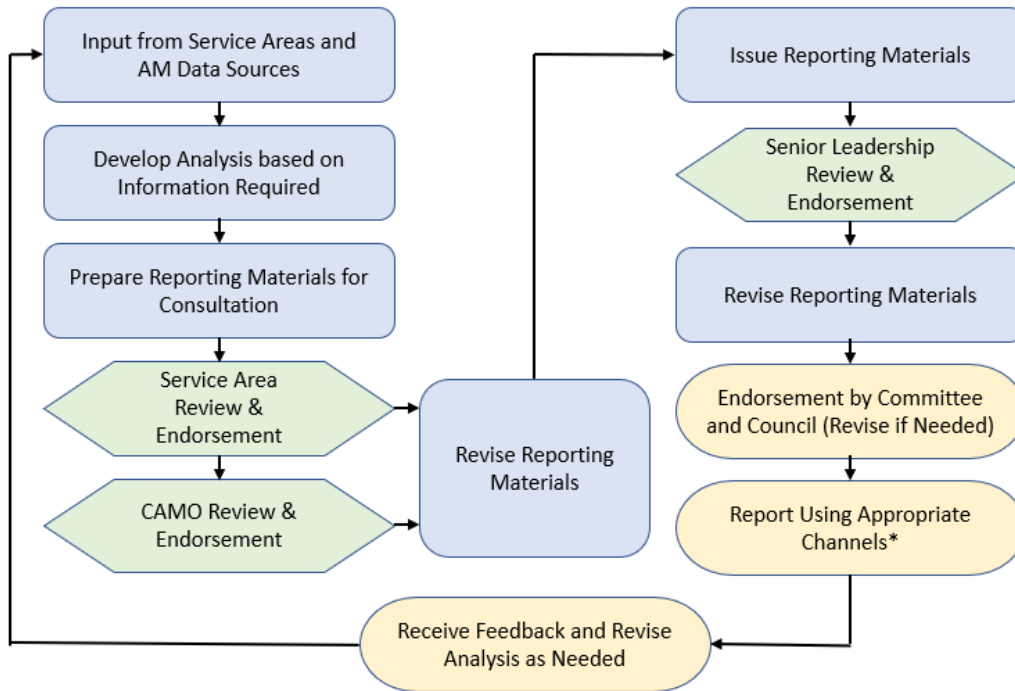 Input from Service Areas and
AM Data Sources
Develop Analysis based on
Information Required
Prepare Reporting Materials for
Consultation
Service Area
Review &
Endorsement
CAMO Review &
Endorsement
Revise Reporting
Materials
Issue Reporting Materials
Senior Leadership
Review &
Endorsement
Revise Reporting Materials
Endorsement by Committee
and Council (Revise if Needed)
Report Using Appropriate
Channels*
Receive Feedback and Revise
Analysis as Needed